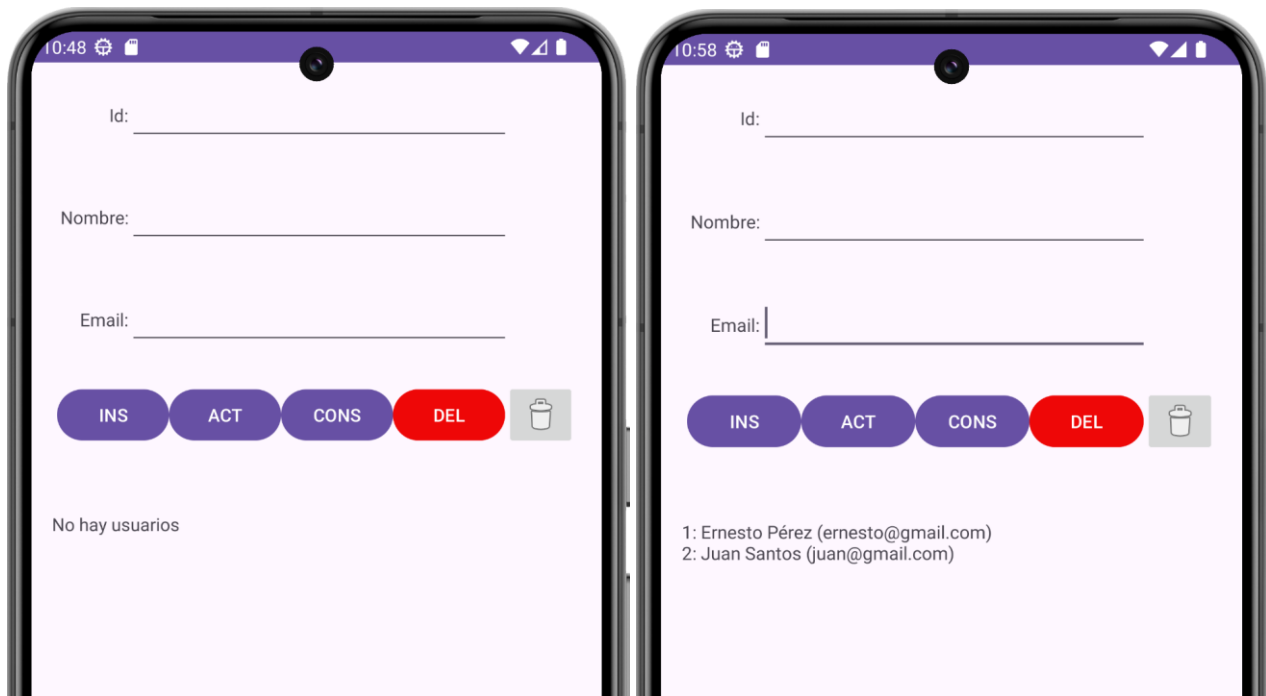 10:48
Id:
Nombre:
Email:
INS ACT CONS DEL
No hay usuarios
10:58
Id:
Nombre:
Email:
INS ACT CONS DEL
1: Ernesto Pérez (ernesto@gmail.com)
2: Juan Santos (juan@gmail.com)